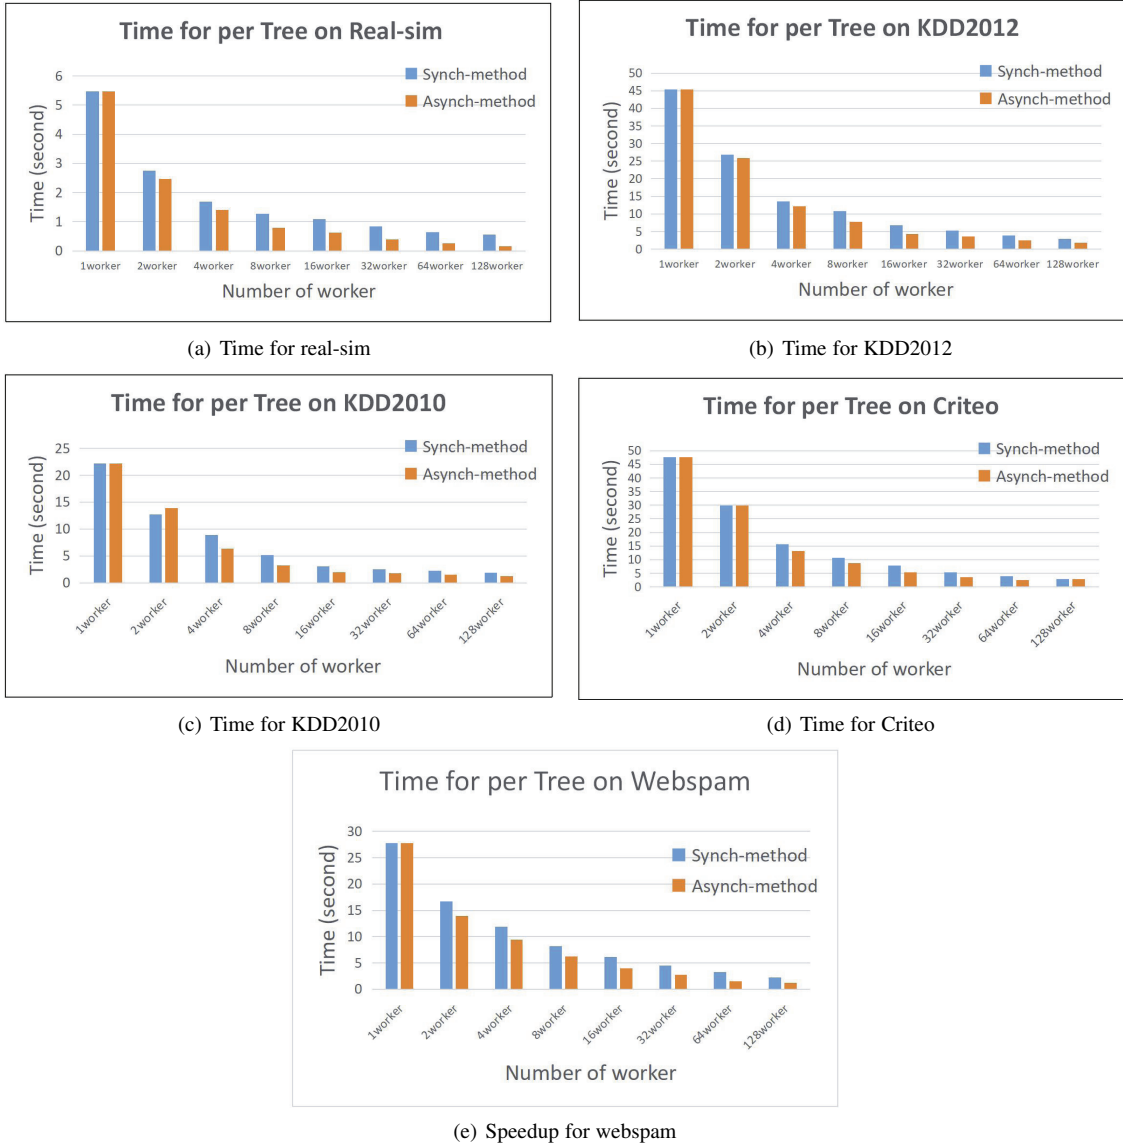 Time for per Tree on Real-sim
Synch-method
Asynch-method
Time (second)
6
5
4
3
2
1
0
1worker 2worker 4worker 8worker 16worker 32worker 64worker 128worker
Number of worker
(a) Time for real-sim
Time for per Tree on KDD2012
Synch-method
Asynch-method
Time (second)
50
45
40
35
30
25
20
15
10
5
0
1worker 2worker 4worker 8worker 16worker 32worker 64worker 128worker
Number of worker
(b) Time for KDD2012
Time for per Tree on KDD2010
Synch-method
Asynch-method
Time (second)
25
20
15
10
5
0
1worker 2worker 4worker 8worker 16worker 32worker 64worker 128worker
Number of worker
(c) Time for KDD2010
Time for per Tree on Criteo
Synch-method
Asynch-method
Time (second)
50
45
40
35
30
25
20
15
10
5
0
1worker 2worker 4worker 8worker 16worker 32worker 64worker 128worker
Number of worker
(d) Time for Criteo
Time for per Tree on Webspam
Synch-method
Asynch-method
Time (second)
30
25
20
15
10
5
0
1worker 2worker 4worker 8worker 16worker 32worker 64worker 128worker
Number of worker
(e) Speedup for webspam